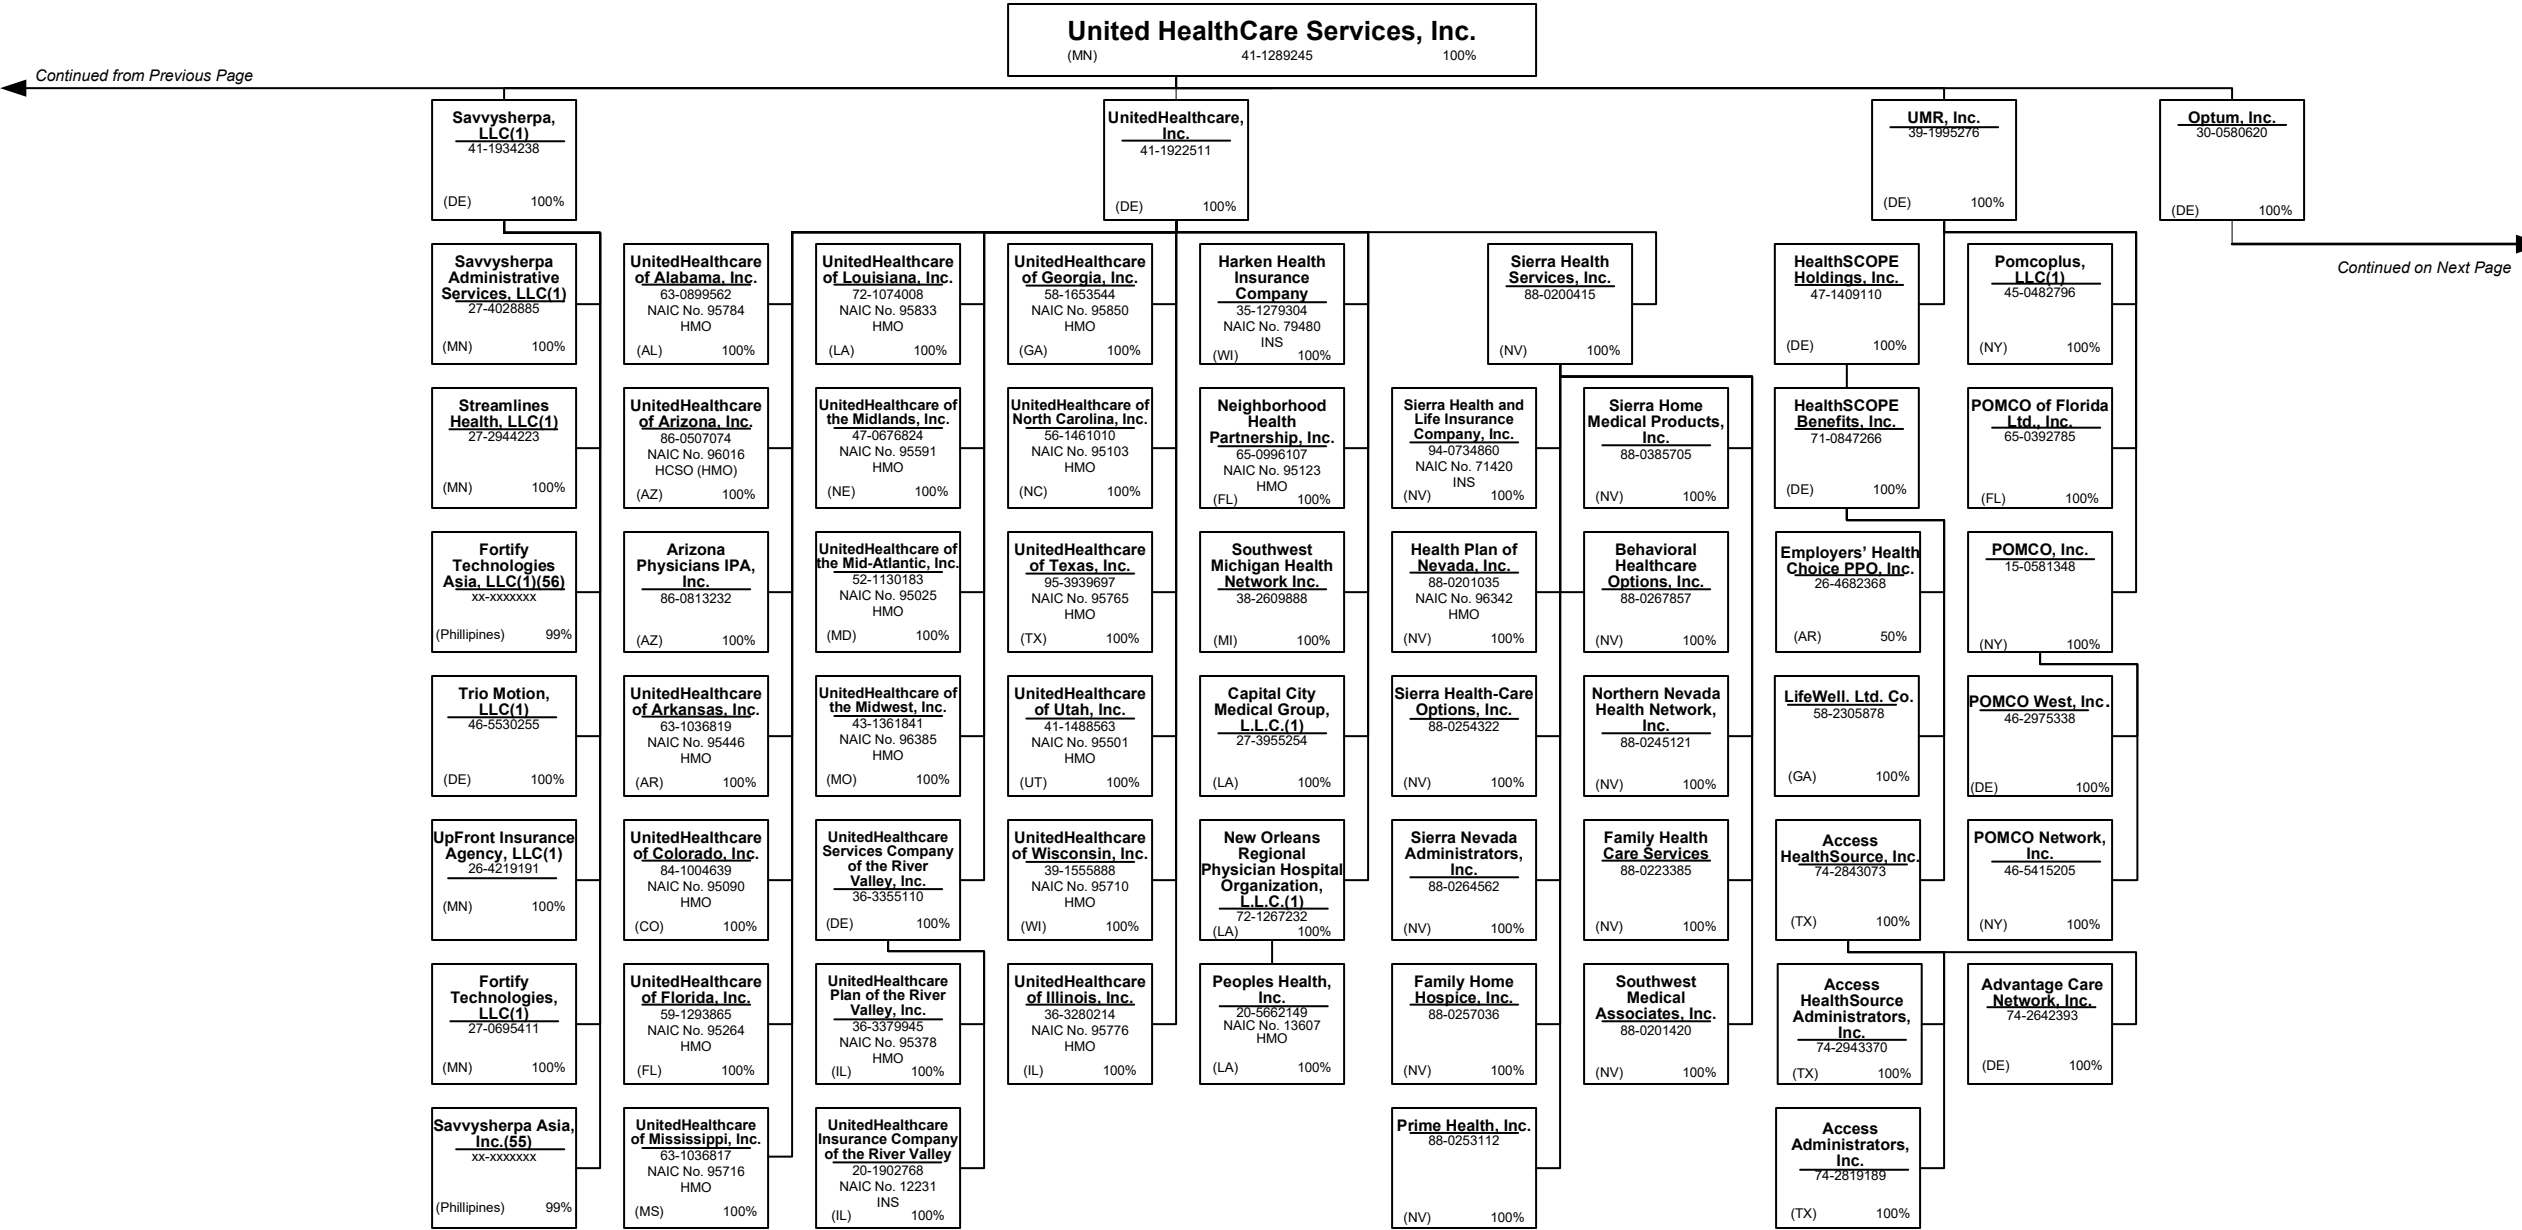 United HealthCare Services, Inc.
(MN) 41-1289245 100%
Continued from Previous Page
Savvysherpa,
LLC(1)
41-1934238
(DE) 100%
UnitedHealthcare,
Inc.
41-1922511
(DE) 100%
UMR, Inc.
39-1995276
(DE) 100%
Optum, Inc.
30-0580620
(DE) 100%
Continued on Next Page
Savvysherpa
Administrative
Services, LLC(1)
27-4028885
(MN) 100%
UnitedHealthcare
of Alabama, Inc.
63-0899562
NAIC No. 95784
HMO
(AL) 100%
UnitedHealthcare
of Louisiana, Inc.
72-1074008
NAIC No. 95833
HMO
(LA) 100%
UnitedHealthcare
of Georgia, Inc.
58-1653544
NAIC No. 95850
HMO
(GA) 100%
Harken Health
Insurance
Company
35-1279304
NAIC No. 79480
INS
(WI) 100%
Sierra Health
Services, Inc.
88-0200415
(NV) 100%
HealthSCOPE
Holdings, Inc.
47-1409110
(DE) 100%
Pomcoplus,
LLC(1)
45-0482796
(NY) 100%
Streamlines
Health, LLC(1)
27-2944223
(MN) 100%
UnitedHealthcare
of Arizona, Inc.
86-0507074
NAIC No. 96016
HCSO (HMO)
(AZ) 100%
UnitedHealthcare of
the Midlands, Inc.
47-0676824
NAIC No. 95591
HMO
(NE) 100%
UnitedHealthcare of
North Carolina, Inc.
56-1461010
NAIC No. 95103
HMO
(NC) 100%
Neighborhood
Health
Partnership, Inc.
65-0996107
NAIC No. 95123
HMO
(FL) 100%
Sierra Health and
Life Insurance
Company, Inc.
94-0734860
NAIC No. 71420
INS
(NV) 100%
Sierra Home
Medical Products,
Inc.
88-0385705
(NV) 100%
HealthSCOPE
Benefits, Inc.
71-0847266
(DE) 100%
POMCO of Florida
Ltd., Inc.
65-0392785
(FL) 100%
Fortify
Technologies
Asia, LLC(1)(56)
xx-xxxxxxx
(Phillipines) 99%
Arizona
Physicians IPA,
Inc.
86-0813232
(AZ) 100%
UnitedHealthcare of
the Mid-Atlantic, Inc.
52-1130183
NAIC No. 95025
HMO
(MD) 100%
UnitedHealthcare
of Texas, Inc.
95-3939697
NAIC No. 95765
HMO
(TX) 100%
Southwest
Michigan Health
Network Inc.
38-2609888
(MI) 100%
Health Plan of
Nevada, Inc.
88-0201035
NAIC No. 96342
HMO
(NV) 100%
Behavioral
Healthcare
Options, Inc.
88-0267857
(NV) 100%
Employers’ Health
Choice PPO, Inc.
26-4682368
(AR) 50%
POMCO, Inc.
15-0581348
(NY) 100%
Trio Motion,
LLC(1)
46-5530255
(DE) 100%
UnitedHealthcare
of Arkansas, Inc.
63-1036819
NAIC No. 95446
HMO
(AR) 100%
UnitedHealthcare of
the Midwest, Inc.
43-1361841
NAIC No. 96385
HMO
(MO) 100%
UnitedHealthcare
of Utah, Inc.
41-1488563
NAIC No. 95501
HMO
(UT) 100%
Capital City
Medical Group,
L.L.C.(1)
27-3955254
(LA) 100%
Sierra Health-Care
Options, Inc.
88-0254322
(NV) 100%
Northern Nevada
Health Network,
Inc.
88-0245121
(NV) 100%
LifeWell. Ltd. Co.
58-2305878
(GA) 100%
POMCO West, Inc.
46-2975338
(DE) 100%
UpFront Insurance
Agency, LLC(1)
26-4219191
(MN) 100%
UnitedHealthcare
of Colorado, Inc.
84-1004639
NAIC No. 95090
HMO
(CO) 100%
UnitedHealthcare
Services Company
of the River
Valley, Inc.
36-3355110
(DE) 100%
UnitedHealthcare
of Wisconsin, Inc.
39-1555888
NAIC No. 95710
HMO
(WI) 100%
New Orleans
Regional
Physician Hospital
Organization,
L.L.C.(1)
72-1267232
(LA) 100%
Sierra Nevada
Administrators,
Inc.
88-0264562
(NV) 100%
Family Health
Care Services
88-0223385
(NV) 100%
Access
HealthSource, Inc.
74-2843073
(TX) 100%
POMCO Network,
Inc.
46-5415205
(NY) 100%
Fortify
Technologies,
LLC(1)
27-0695411
(MN) 100%
UnitedHealthcare
of Florida, Inc.
59-1293865
NAIC No. 95264
HMO
(FL) 100%
UnitedHealthcare
Plan of the River
Valley, Inc.
36-3379945
NAIC No. 95378
HMO
(IL) 100%
UnitedHealthcare
of Illinois, Inc.
36-3280214
NAIC No. 95776
HMO
(IL) 100%
Peoples Health,
Inc.
20-5662149
NAIC No. 13607
HMO
(LA) 100%
Family Home
Hospice, Inc.
88-0257036
(NV) 100%
Southwest
Medical
Associates, Inc.
88-0201420
(NV) 100%
Access
HealthSource
Administrators,
Inc.
74-2943370
(TX) 100%
Advantage Care
Network, Inc.
74-2642393
(DE) 100%
Savvysherpa Asia,
Inc.(55)
xx-xxxxxxx
(Phillipines) 99%
UnitedHealthcare
of Mississippi, Inc.
63-1036817
NAIC No. 95716
HMO
(MS) 100%
UnitedHealthcare
Insurance Company
of the River Valley
20-1902768
NAIC No. 12231
INS
(IL) 100%
Prime Health, Inc.
88-0253112
(NV) 100%
Access
Administrators,
Inc.
74-2819189
(TX) 100%